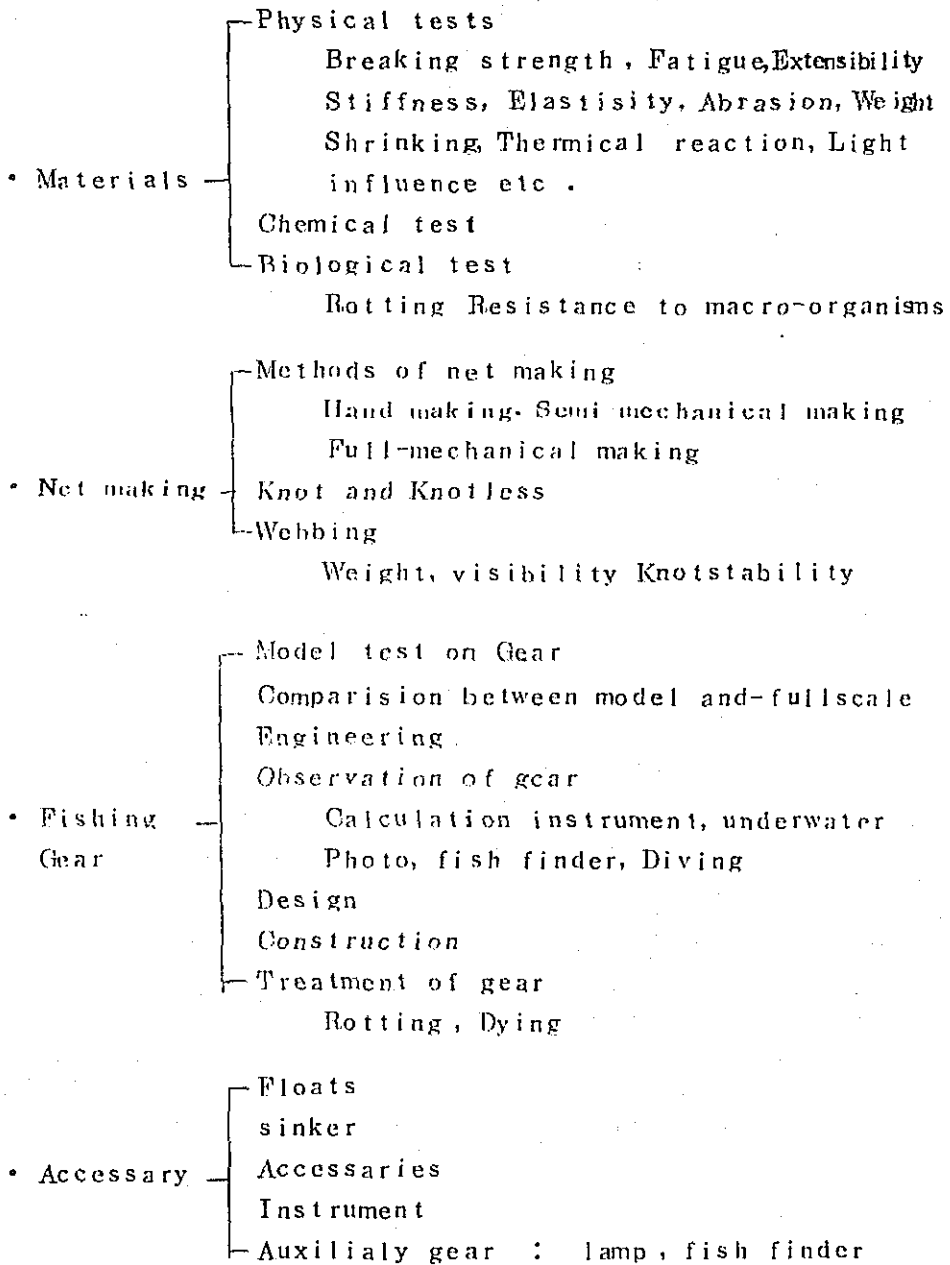 Physical tests
Breaking strength, Fatigue, Extensibility
Stiffness, Elastisity, Abrasion, Weight
Shrinking, Thermical reaction, Light
• Materials
influence etc.
Chemical test
Biological test
Rotting Resistance to macro-organisms
Methods of net making
Hand making. Semi mechanical making
Full-mechanical making
• Net making
Knot and Knotless
Webbing
Weight, visibility Knotstability
Model test on Gear
Comparision between model and-fullscale
Engineering.
Observation of gear
• Fishing
Calculation instrument, underwater
Gear
Photo, fish finder, Diving
Design
Construction
Treatment of gear
Rotting, Dying
Floats
sinker
• Accessary
Accessaries
Instrument
Auxilialy gear : lamp, fish finder